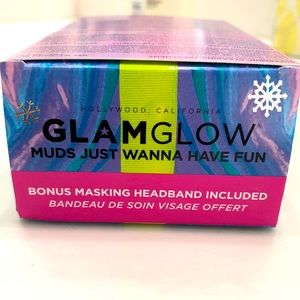 HOLLYWOOD, CALIFORNIA
GLAMGLOW®
MUDS JUST WANNA HAVE FUN
BONUS MASKING HEADBAND INCLUDED
BANDEAU DE SOIN VISAGE OFFERT